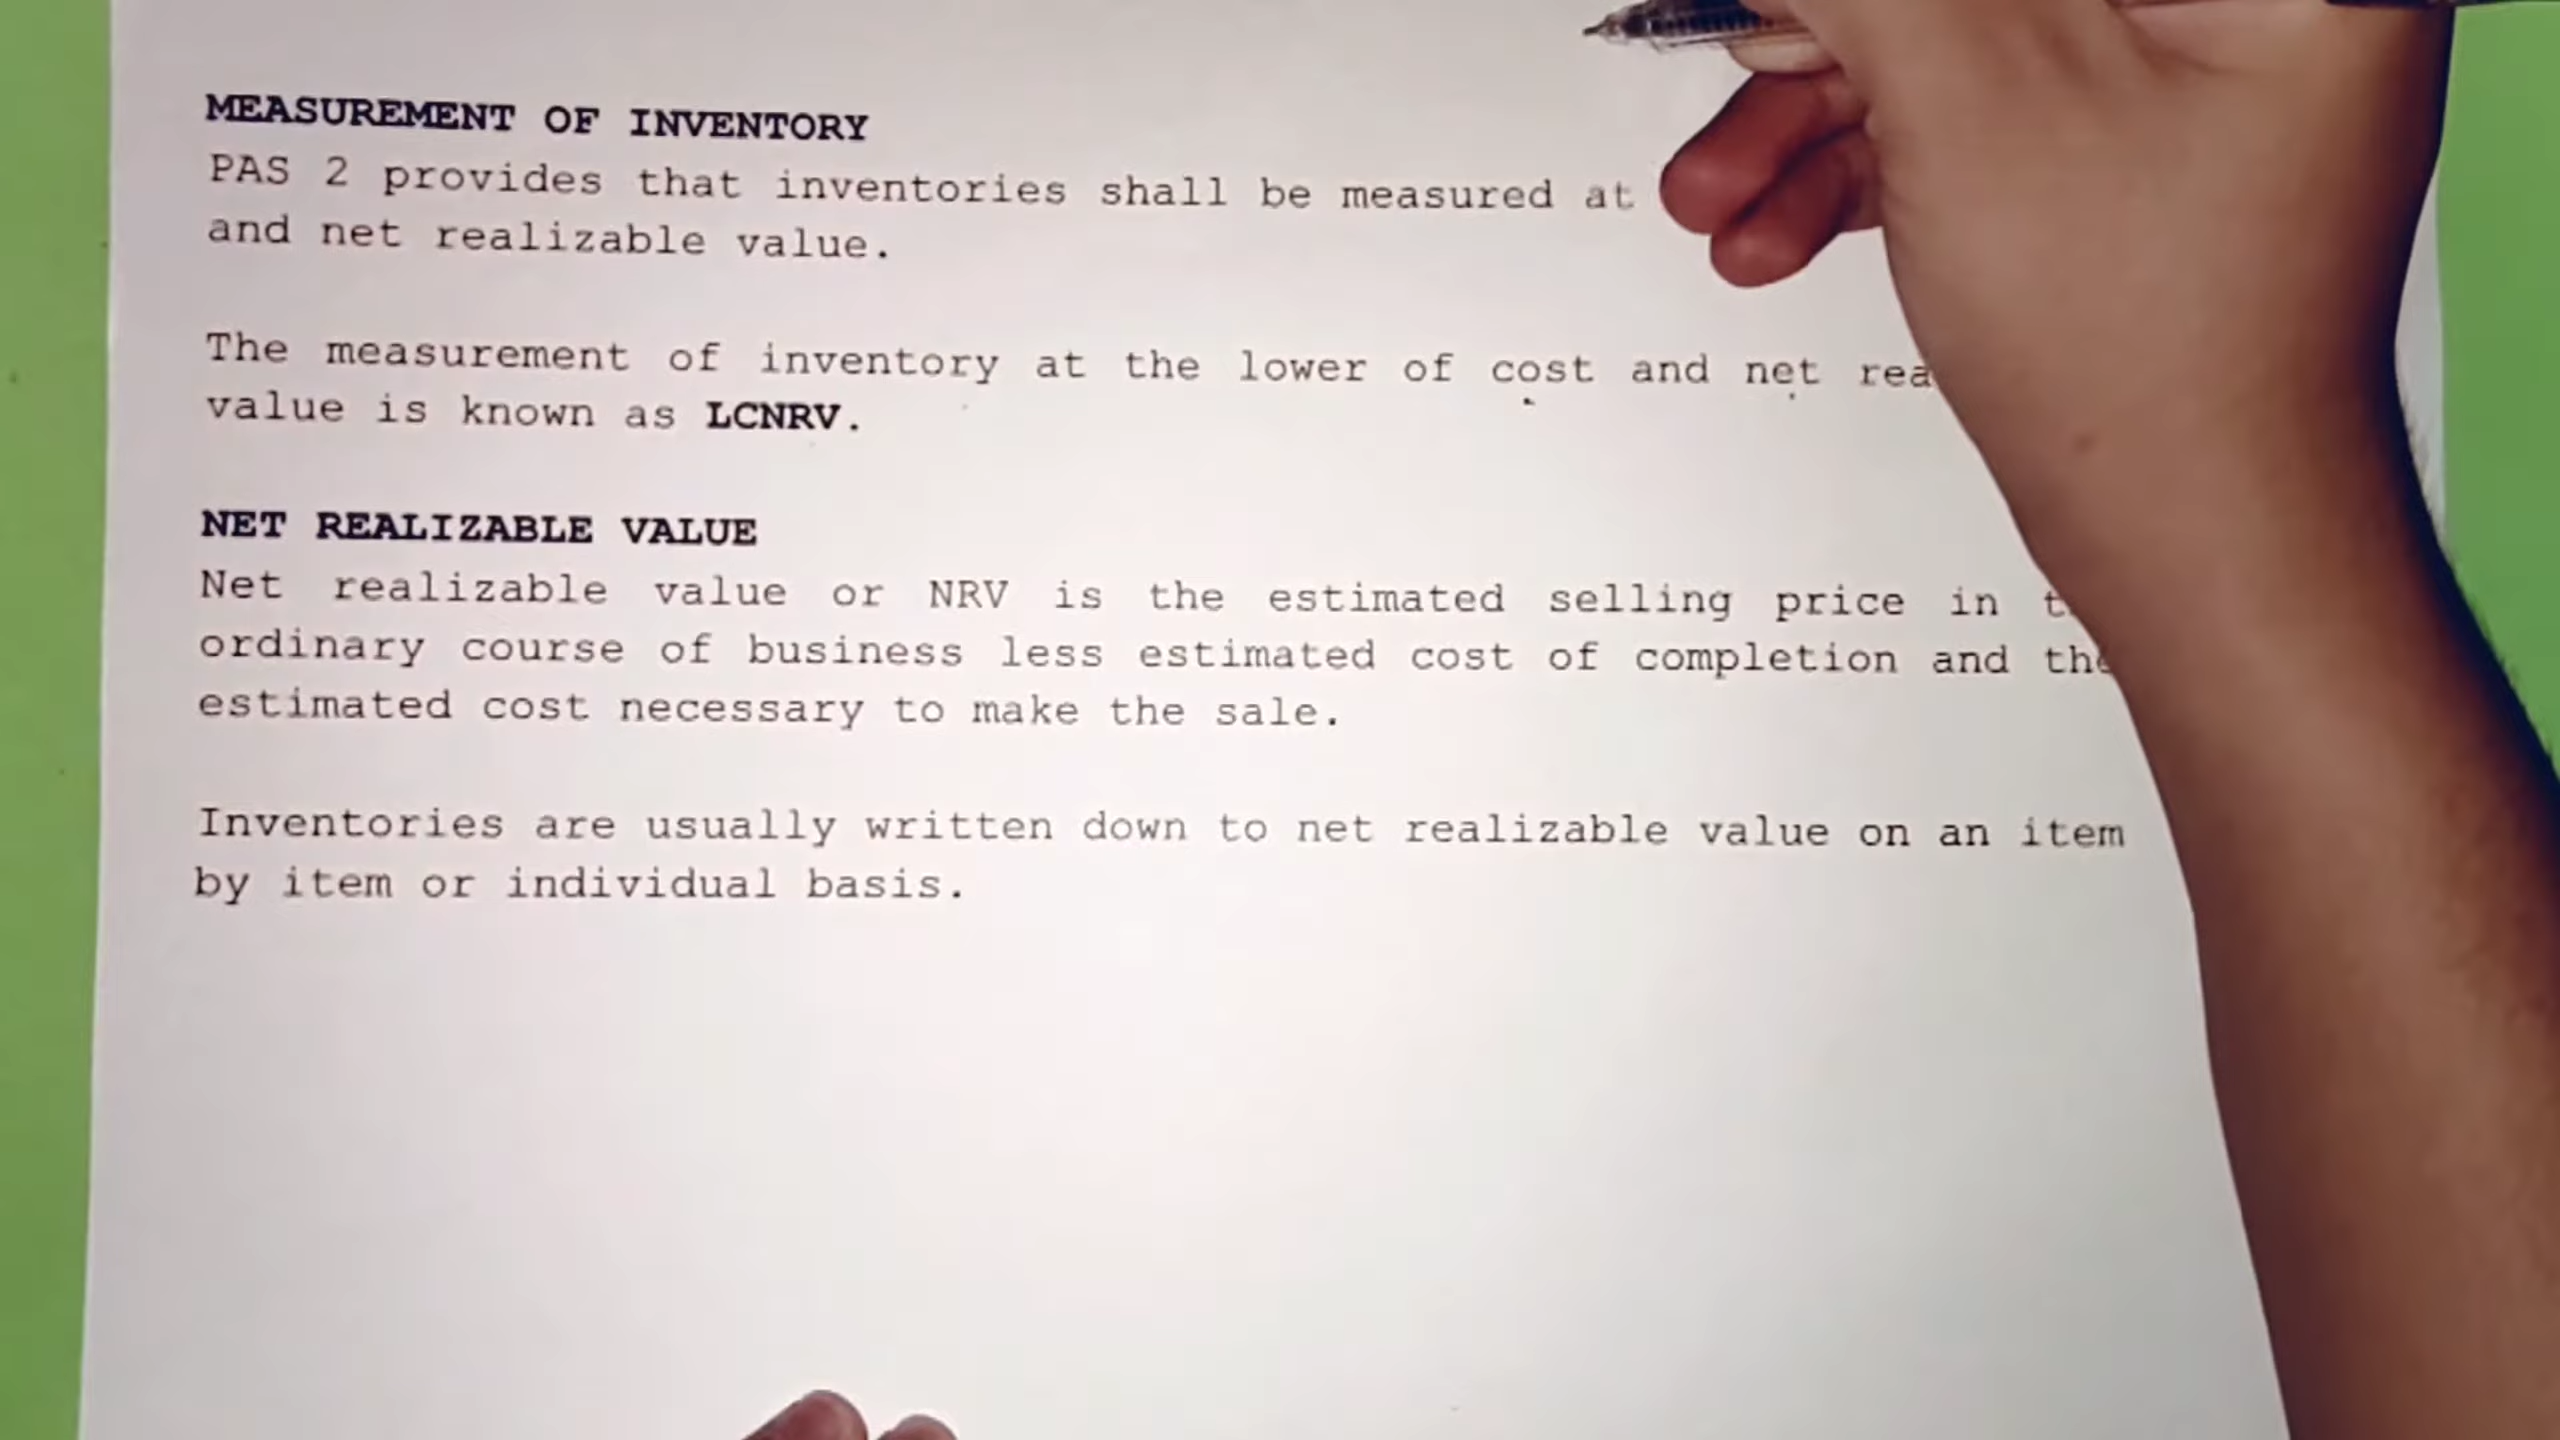 MEASUREMENT OF INVENTORY
PAS 2 provides that inventories shall be measured at
and net realizable value.
The measurement of inventory at the lower of cost and net
value is known as LCNRV.
NET REALIZABLE VALUE
Net realizable value or NRV is the estimated selling price in
ordinary course of business less estimated cost of completion and the
estimated cost necessary to make the sale.
Inventories are usually written down to net realizable value on an item
by item or individual basis.